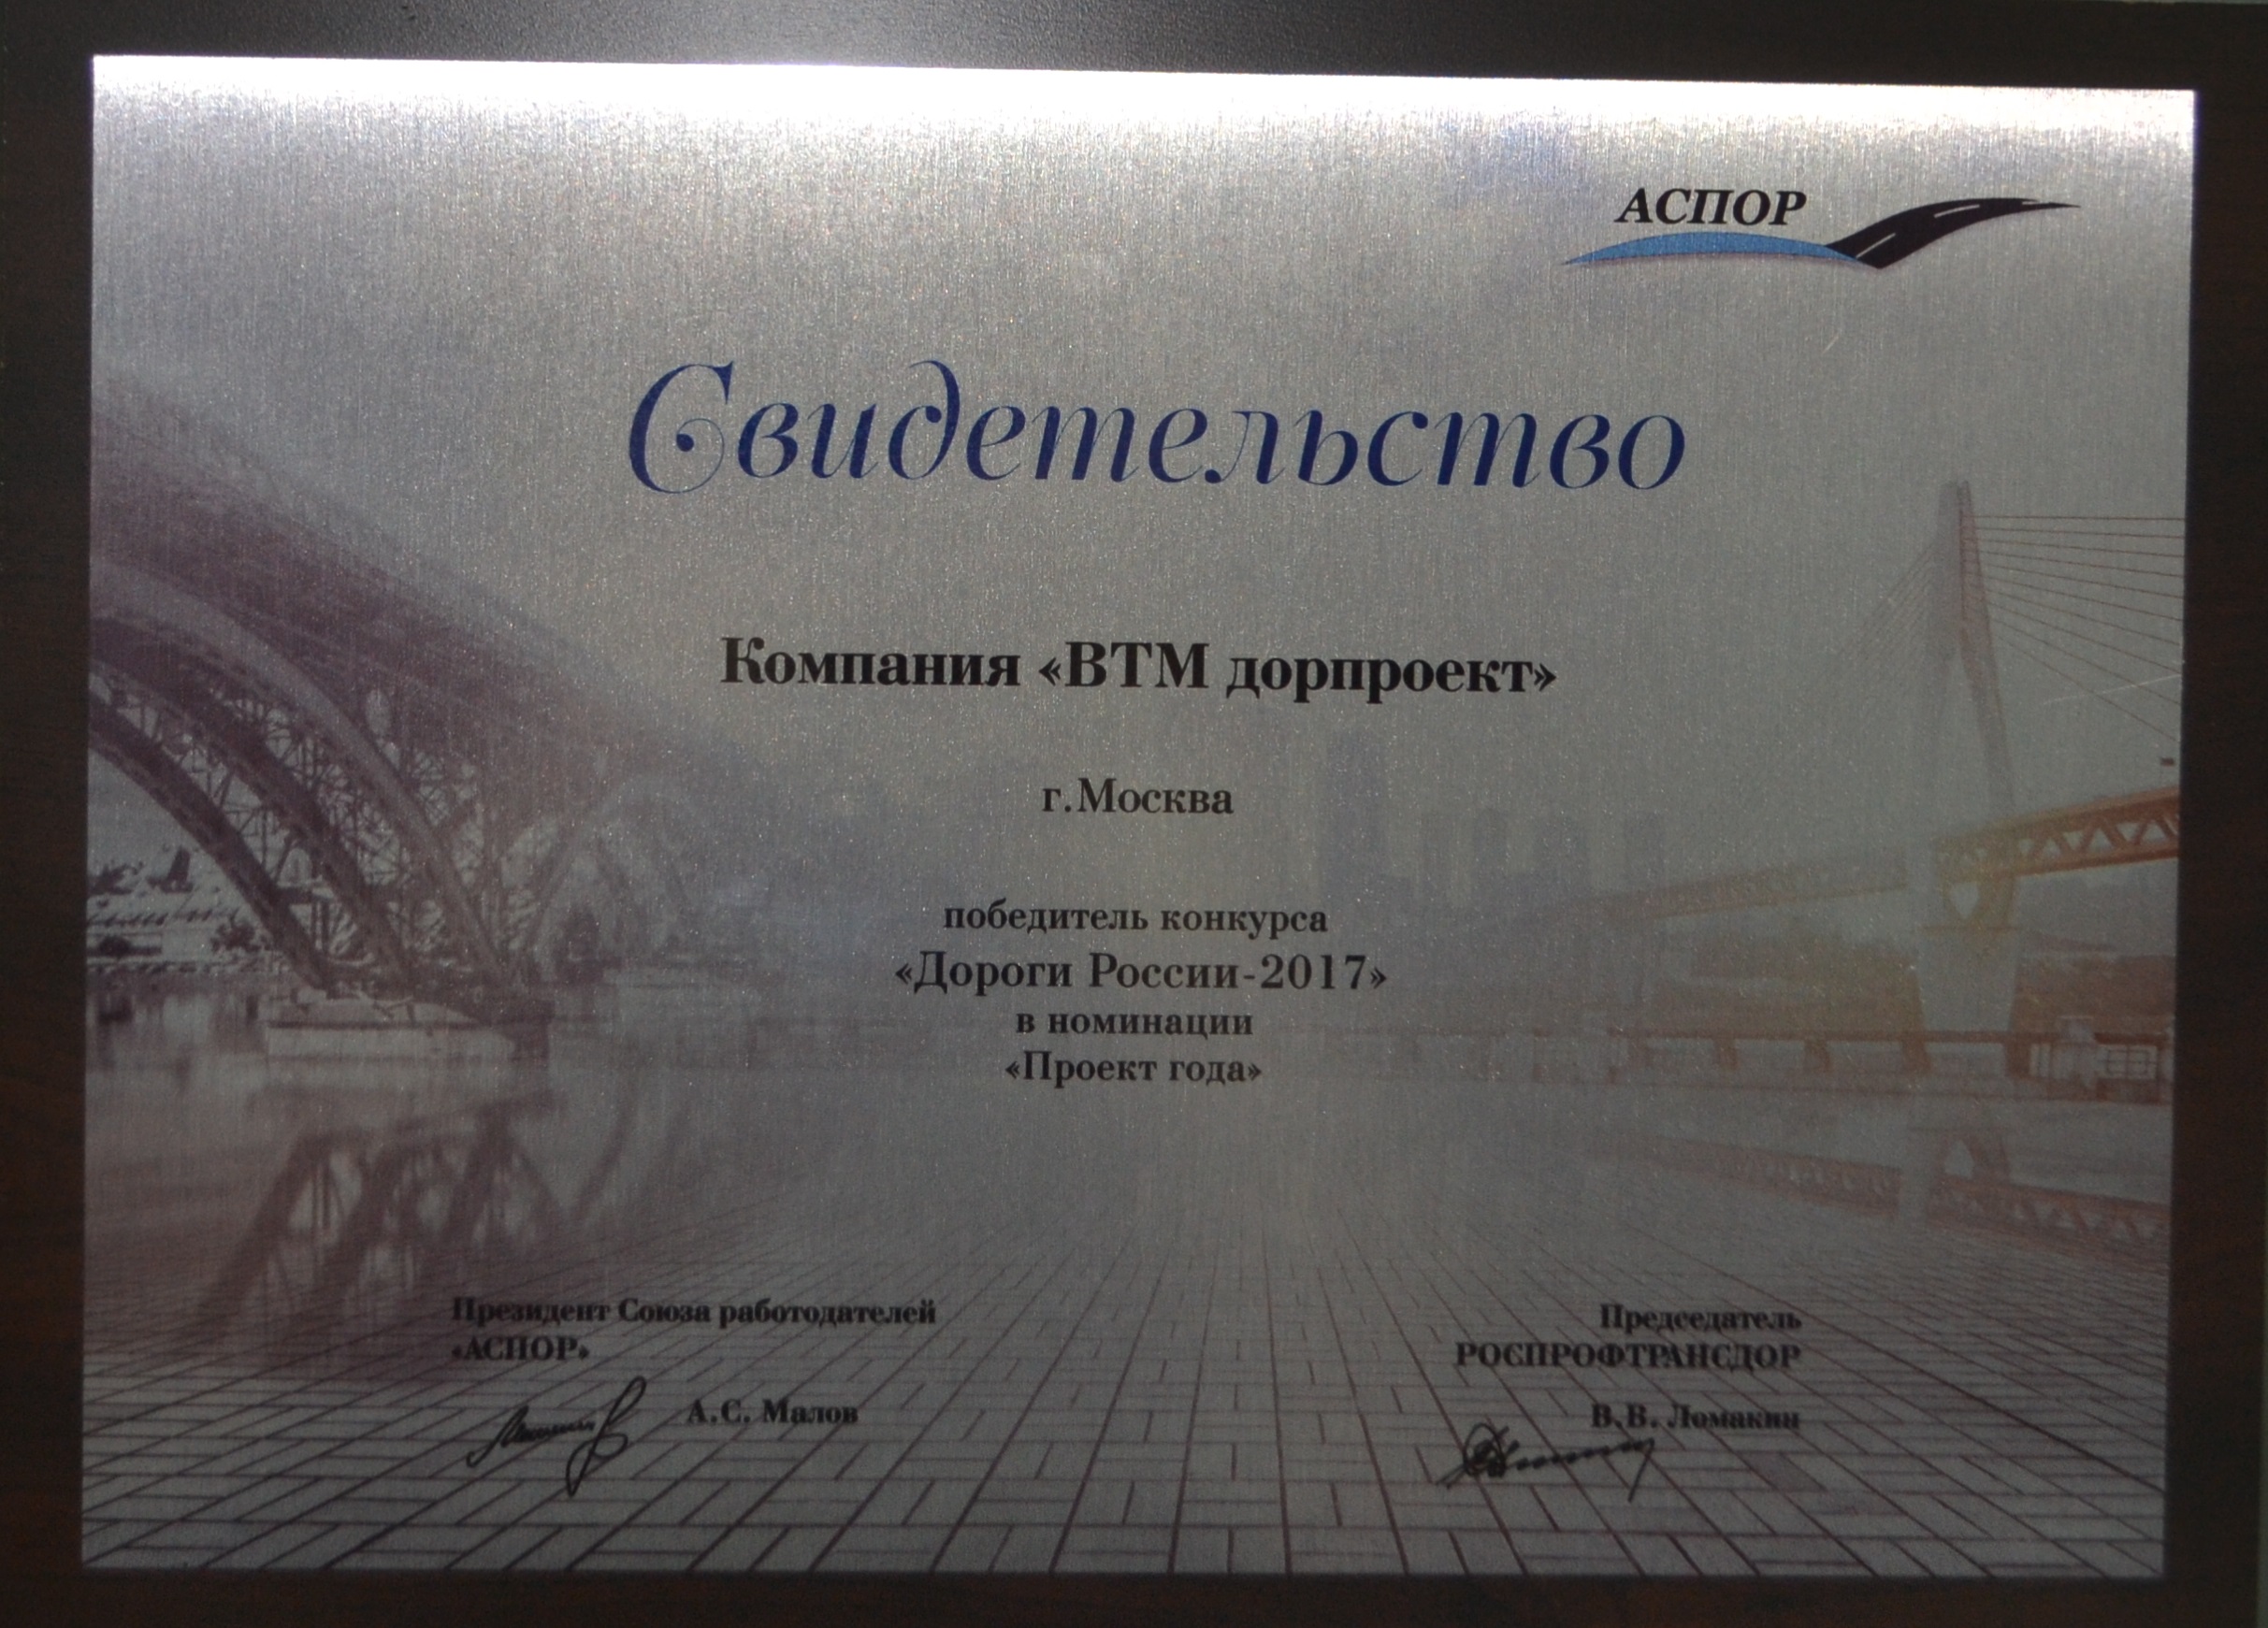 АСПОР
Свидетельство
Компания «ВТМ дорпроект»
г.Москва
победитель конкурса
«Дороги России-2017»
в номинации
«Проект года»
Президент Союза работодателей
«АСПОР»
А.С. Малов
Председатель
РОСПРОФТРАНСДОР
В.В. Ломакин